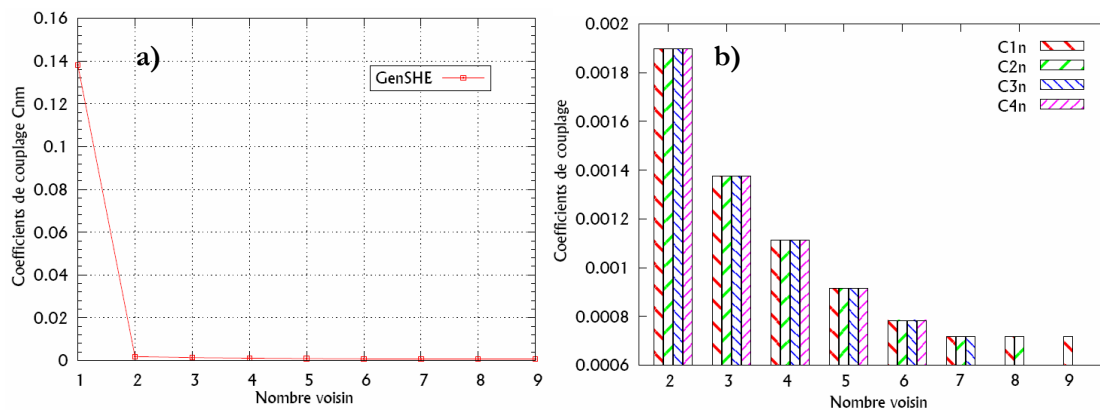 a)
GenSHE
Coefficients de couplage Cnm
0.16
0.14
0.12
0.1
0.08
0.06
0.04
0.02
0
1 2 3 4 5 6 7 8 9
Nombre voisin
b)
C1n
C2n
C3n
C4n
Coefficients de couplage
0.002
0.0018
0.0016
0.0014
0.0012
0.001
0.0008
0.0006
2 3 4 5 6 7 8 9
Nombre voisin